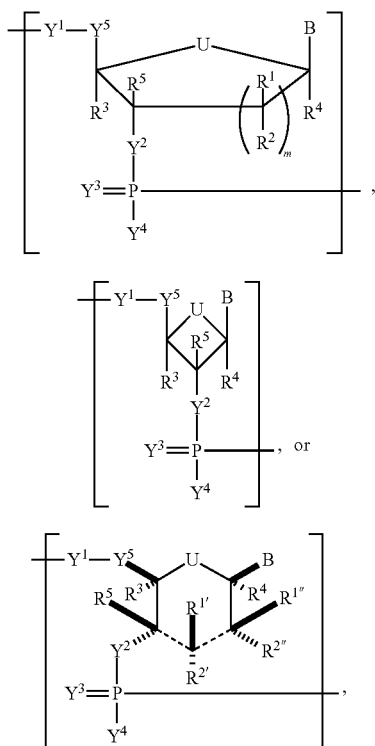 Y¹ Y⁵ U B
R⁵ R¹
R³ R⁴
Y² R² m
Y³=P ,
Y⁴
Y¹ Y⁵ U B
R⁵
R³ R⁴
Y²
Y³=P , or
Y⁴
Y¹ Y⁵ U B
R³ R⁴
R⁵ R¹′ R¹″
Y² R²′ R²″
Y³=P ,
Y⁴